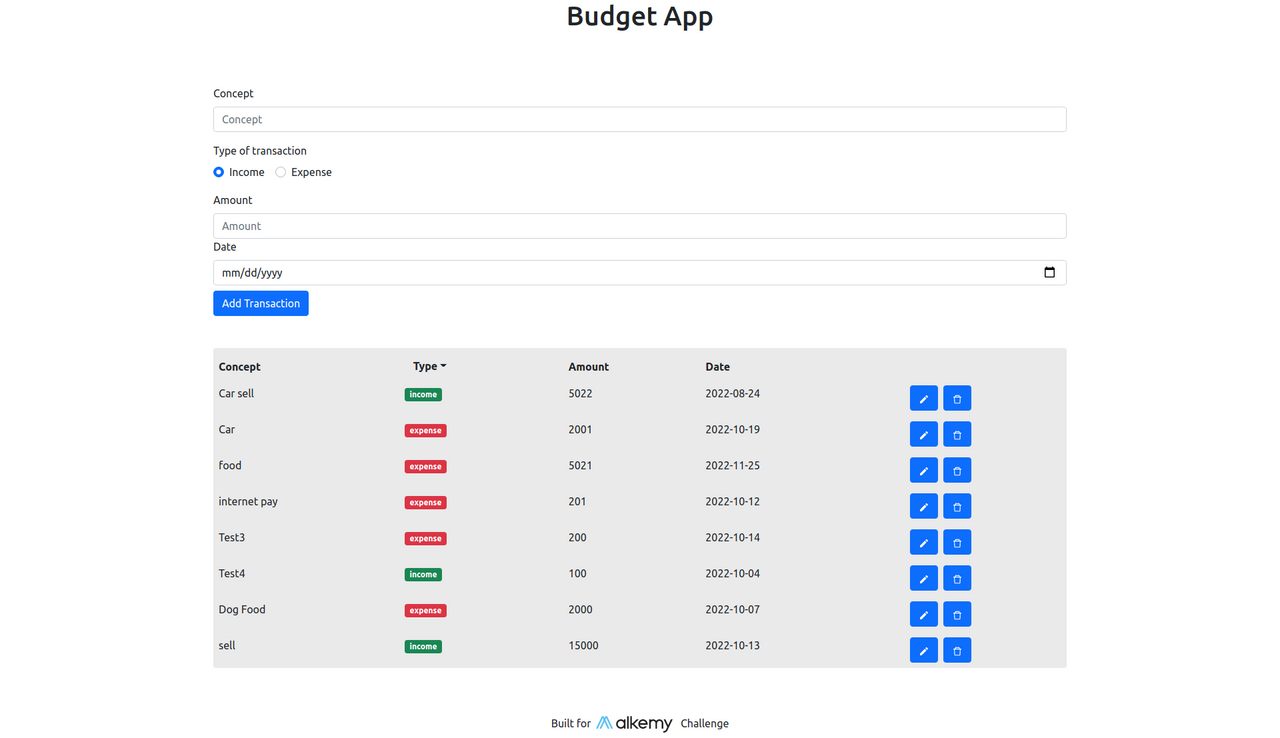 Budget App
Concept
Concept
Type of transaction
Income Expense
Amount
Amount
Date
mm/dd/yyyy
Add Transaction
Concept Type Amount Date
Car sell income 5022 2022-08-24
Car expense 2001 2022-10-19
food expense 5021 2022-11-25
internet pay expense 201 2022-10-12
Test3 expense 200 2022-10-14
Test4 income 100 2022-10-04
Dog Food expense 2000 2022-10-07
sell income 15000 2022-10-13
Built for alkemy Challenge